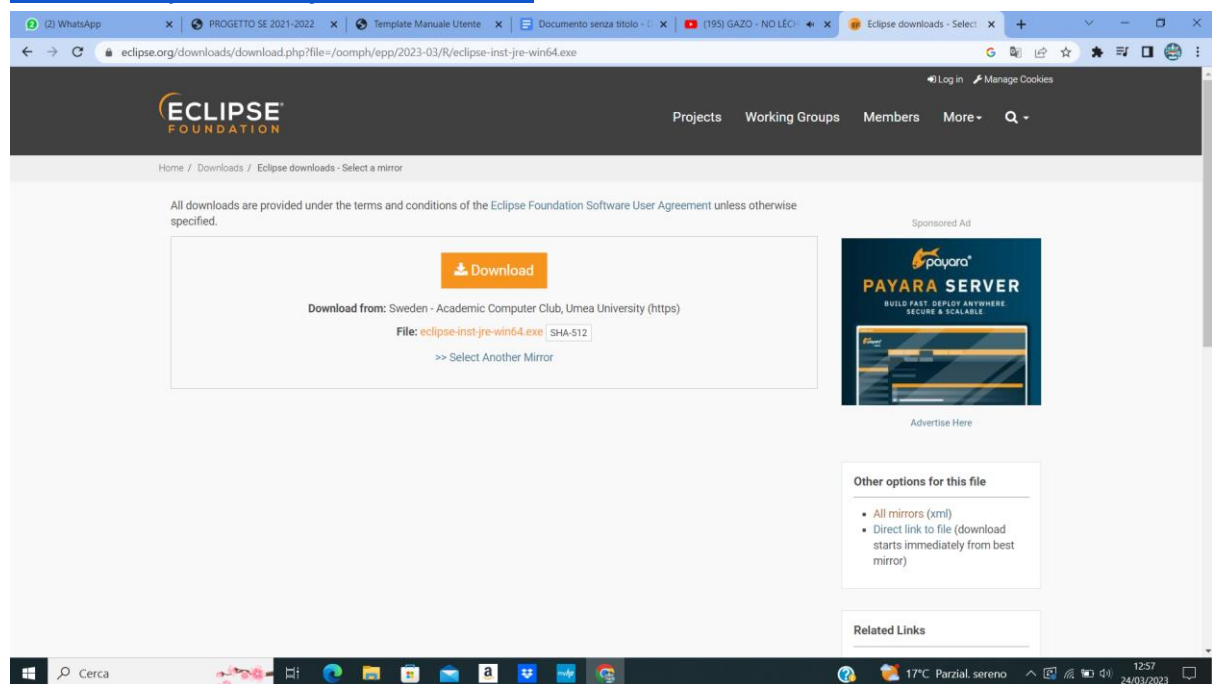 (2) WhatsApp
PROGETTO SE 2021-2022
Template Manuale Utente
Documento senza titolo - D
(195) GAZO - NO LÈCH
Eclipse downloads - Select
eclipse.org/downloads/download.php?file=/oomph/epp/2023-03/R/eclipse-inst-jre-win64.exe
Log in Manage Cookies
ECLIPSE
FOUNDATION
Projects Working Groups Members More
Home / Downloads / Eclipse downloads - Select a mirror
All downloads are provided under the terms and conditions of the Eclipse Foundation Software User Agreement unless otherwise
specified.
Download
Download from: Sweden - Academic Computer Club, Umea University (https)
File: eclipse-inst-jre-win64.exe SHA-512
>> Select Another Mirror
Sponsored Ad
payara
PAYARA SERVER
BUILD FAST. DEPLOY ANYWHERE.
SECURE & SCALABLE.
Advertise Here
Other options for this file
All mirrors (xml)
Direct link to file (download
starts immediately from best
mirror)
Related Links
Cerca
17°C Parzial. sereno
12:57
24/03/2023